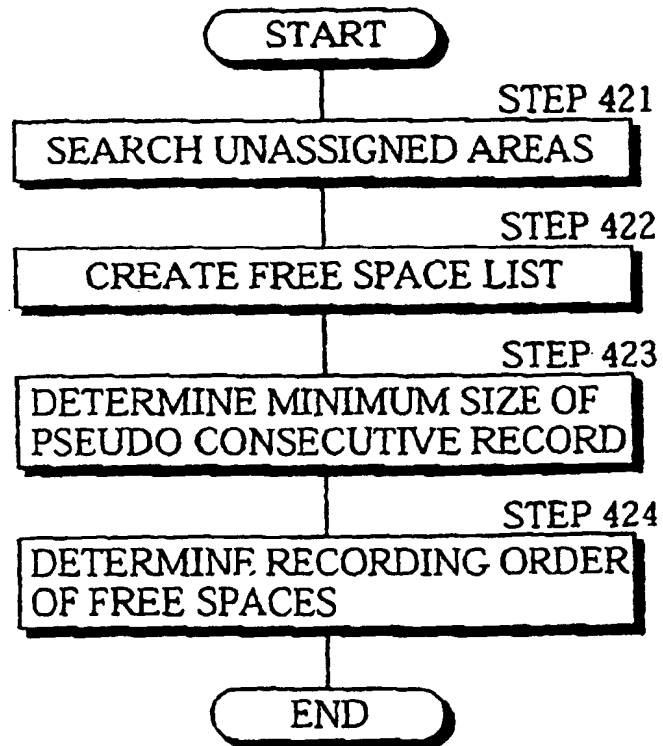 START
STEP 421
SEARCH UNASSIGNED AREAS
STEP 422
CREATE FREE SPACE LIST
STEP 423
DETERMINE MINIMUM SIZE OF
PSEUDO CONSECUTIVE RECORD
STEP 424
DETERMINE RECORDING ORDER
OF FREE SPACES
END